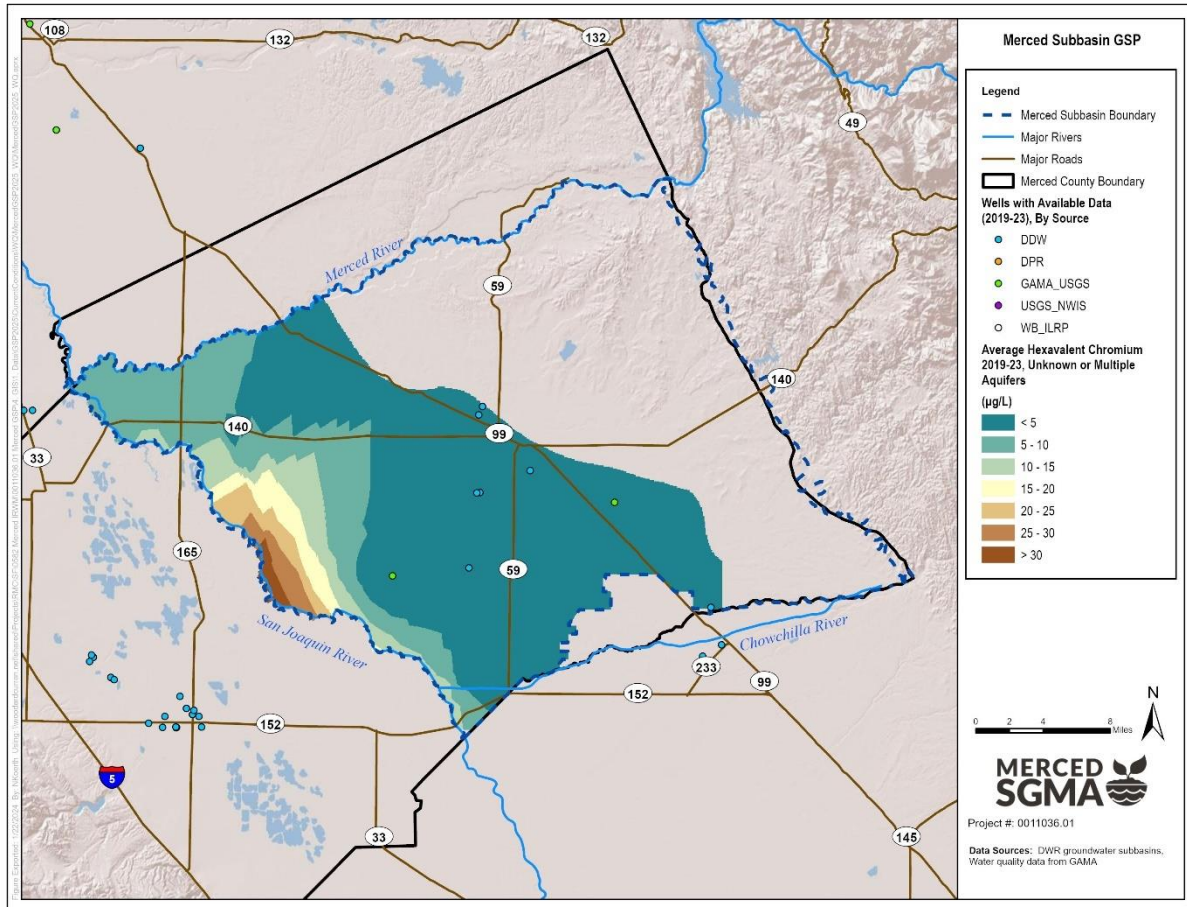 108
132
132
49
Merced River
59
140
140
99
33
165
59
San Joaquin River
Chowchilla River
233
99
152
152
5
33
145
Merced Subbasin GSP
Legend
Merced Subbasin Boundary
Major Rivers
Major Roads
Merced County Boundary
Wells with Available Data
(2019-23), By Source
DDW
DPR
GAMA_USGS
USGS_NWIS
WB_ILRP
Average Hexavalent Chromium
2019-23, Unknown or Multiple
Aquifers
(µg/L)
< 5
5 - 10
10 - 15
15 - 20
20 - 25
25 - 30
> 30
N
0 2 4 8
Miles
MERCED
SGMA
Project #: 0011036.01
Data Sources: DWR groundwater subbasins,
Water quality data from GAMA